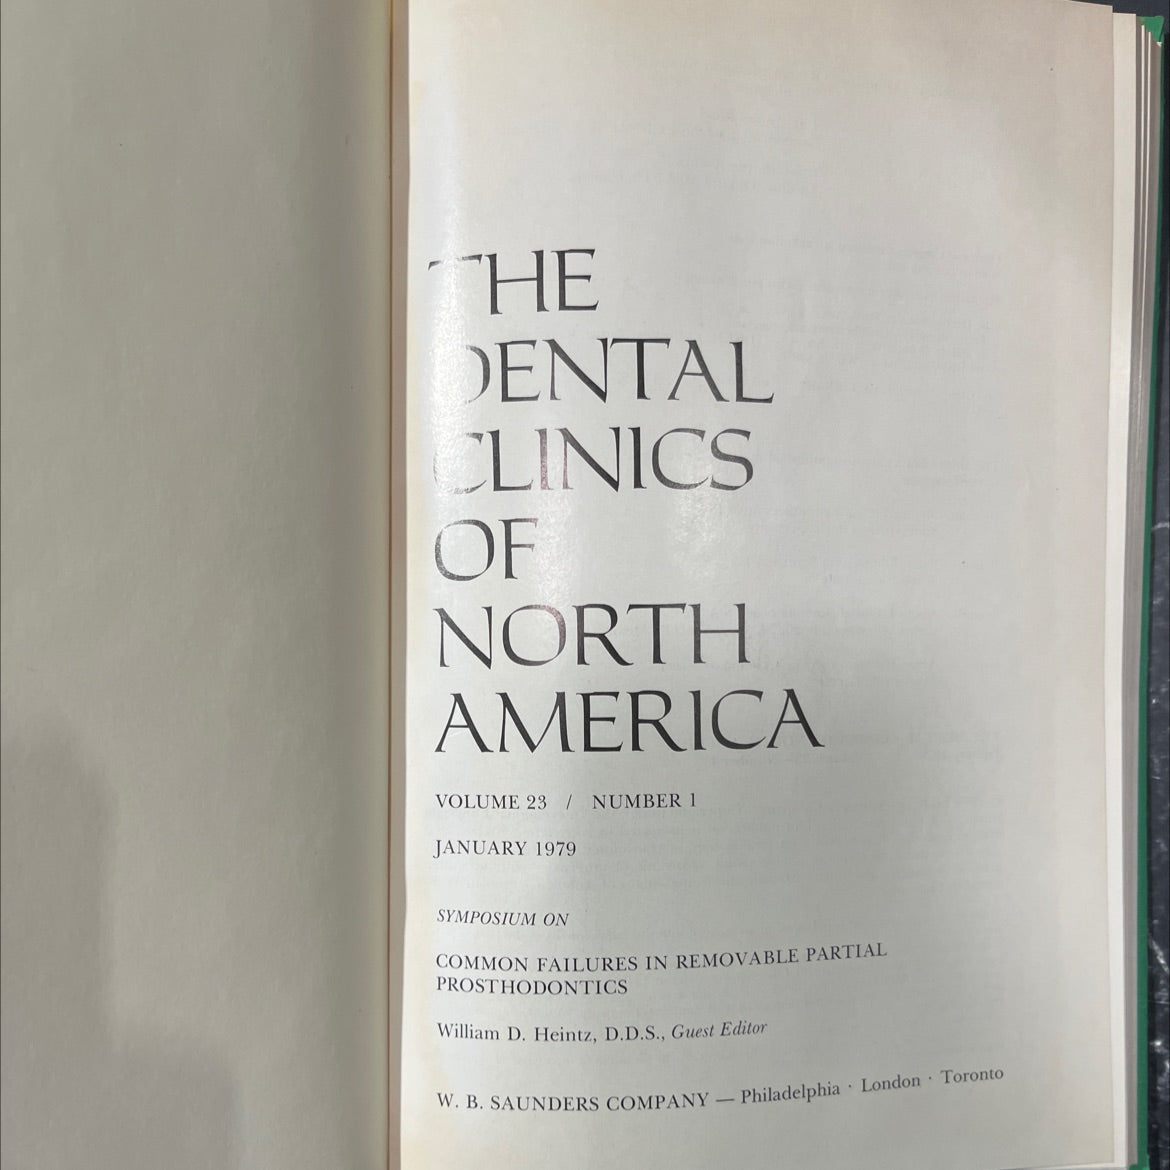 THE
DENTAL
CLINICS
OF
NORTH
AMERICA
VOLUME 23 / NUMBER 1
JANUARY 1979
SYMPOSIUM ON
COMMON FAILURES IN REMOVABLE PARTIAL
PROSTHODONTICS
William D. Heintz, D.D.S., Guest Editor
W. B. SAUNDERS COMPANY — Philadelphia · London · Toronto